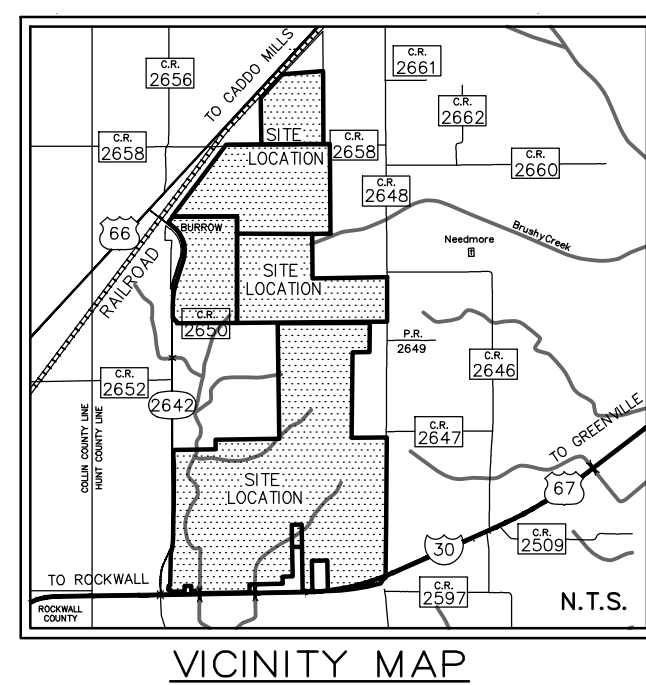 C.R.
2656
TO CADDO MILLS
C.R.
2661
C.R.
2662
C.R.
2658
SITE
LOCATION
C.R.
2658
C.R.
2660
C.R.
2648
66
BURROW
Brushy Creek
Needmore
RAILROAD
SITE
LOCATION
C.R.
2650
P.R.
2649
C.R.
2646
C.R.
2652
2642
COLLIN COUNTY LINE
HUNT COUNTY LINE
C.R.
2647
TO GREENVILLE
SITE
LOCATION
67
30
C.R.
2509
TO ROCKWALL
C.R.
2597
ROCKWALL
COUNTY
N.T.S.
VICINITY MAP